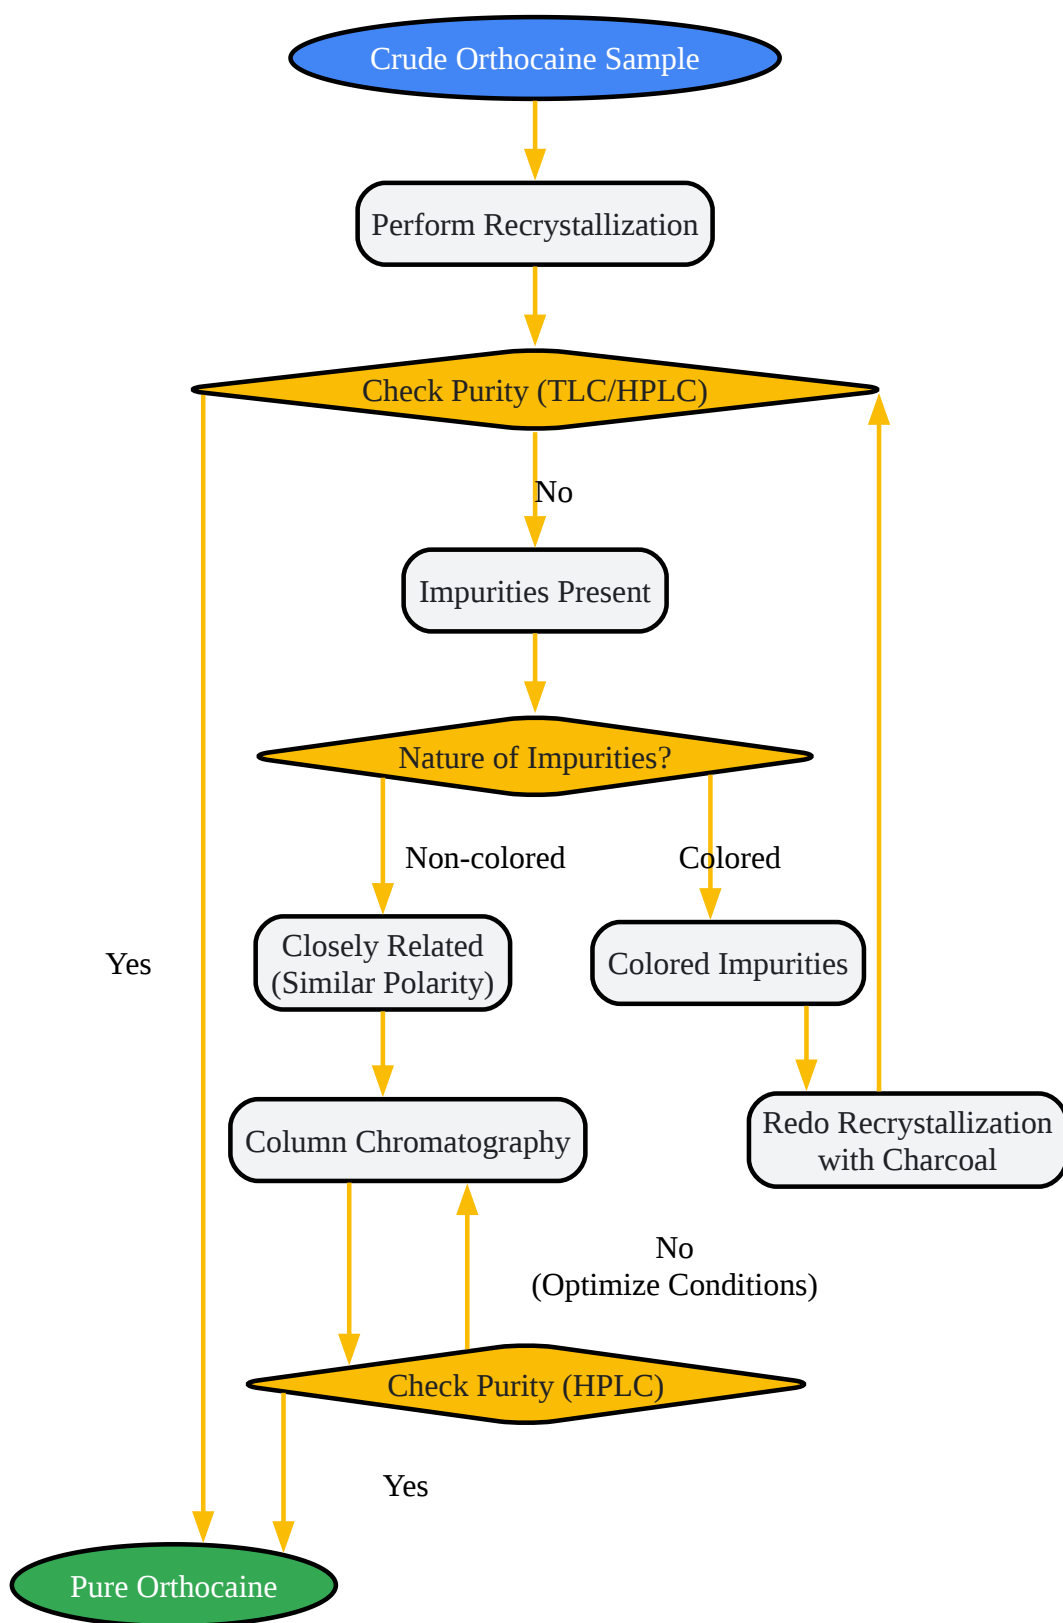 Crude Orthocaine Sample
Perform Recrystallization
Check Purity (TLC/HPLC)
No
Impurities Present
Nature of Impurities?
Non-colored
Colored
Closely Related
(Similar Polarity)
Yes
Colored Impurities
Column Chromatography
Redo Recrystallization
with Charcoal
No
(Optimize Conditions)
Check Purity (HPLC)
Yes
Pure Orthocaine